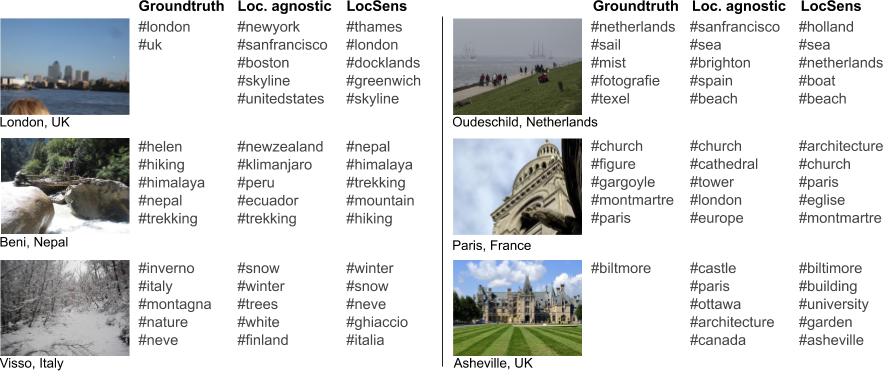 Groundtruth Loc. agnostic LocSens
#london #newyork #thames
#uk #sanfrancisco #london
#boston #docklands
#skyline #greenwich
#unitedstates #skyline
London, UK
#helen #newzealand #nepal
#hiking #klimanjaro #himalaya
#himalaya #peru #trekking
#nepal #ecuador #mountain
#trekking #trekking #hiking
Beni, Nepal
#inverno #snow #winter
#italy #winter #snow
#montagna #trees #neve
#nature #white #ghiaccio
#neve #finland #italia
Visso, Italy
Groundtruth Loc. agnostic LocSens
#netherlands #sanfrancisco #holland
#sail #sea #sea
#mist #brighton #netherlands
#fotografie #spain #boat
#texel #beach #beach
Oudeschild, Netherlands
#church #church #architecture
#figure #cathedral #church
#gargoyle #tower #paris
#montmartre #london #eglise
#paris #europe #montmartre
Paris, France
#biltmore #castle #biltimore
#paris #building
#ottawa #university
#architecture #garden
#canada #asheville
Asheville, UK